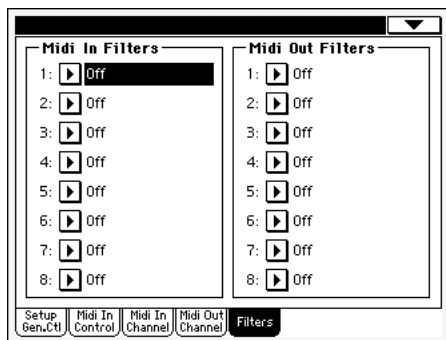 Midi In Filters
1: Off
2: Off
3: Off
4: Off
5: Off
6: Off
7: Off
8: Off
Midi Out Filters
1: Off
2: Off
3: Off
4: Off
5: Off
6: Off
7: Off
8: Off
Setup
Gen.Ctl
Midi In
Control
Midi In
Channel
Midi Out
Channel
Filters